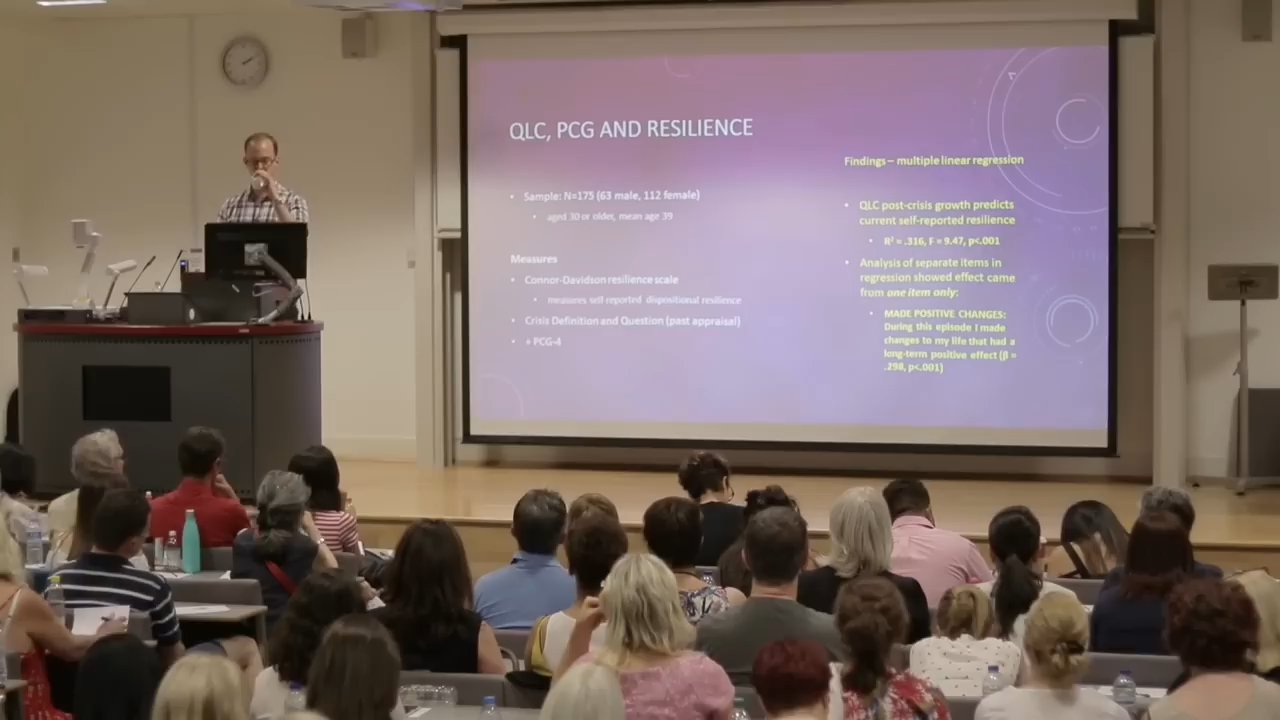 QLC, PCG AND RESILIENCE
• Sample: N=175 (63 male, 112 female)
• aged 30 or older, mean age 39
Measures
• Connor-Davidson resilience scale
• measures self-reported dispositional resilience
• Crisis Definition and Question (past appraisal)
• + PCG-4
Findings – multiple linear regression
• QLC post-crisis growth predicts
current self-reported resilience
• R² = .316, F = 9.47, p<.001
• Analysis of separate items in
regression showed effect came
from one item only:
• MADE POSITIVE CHANGES:
During this episode I made
changes to my life that had a
long-term positive effect (β =
.298, p<.001)